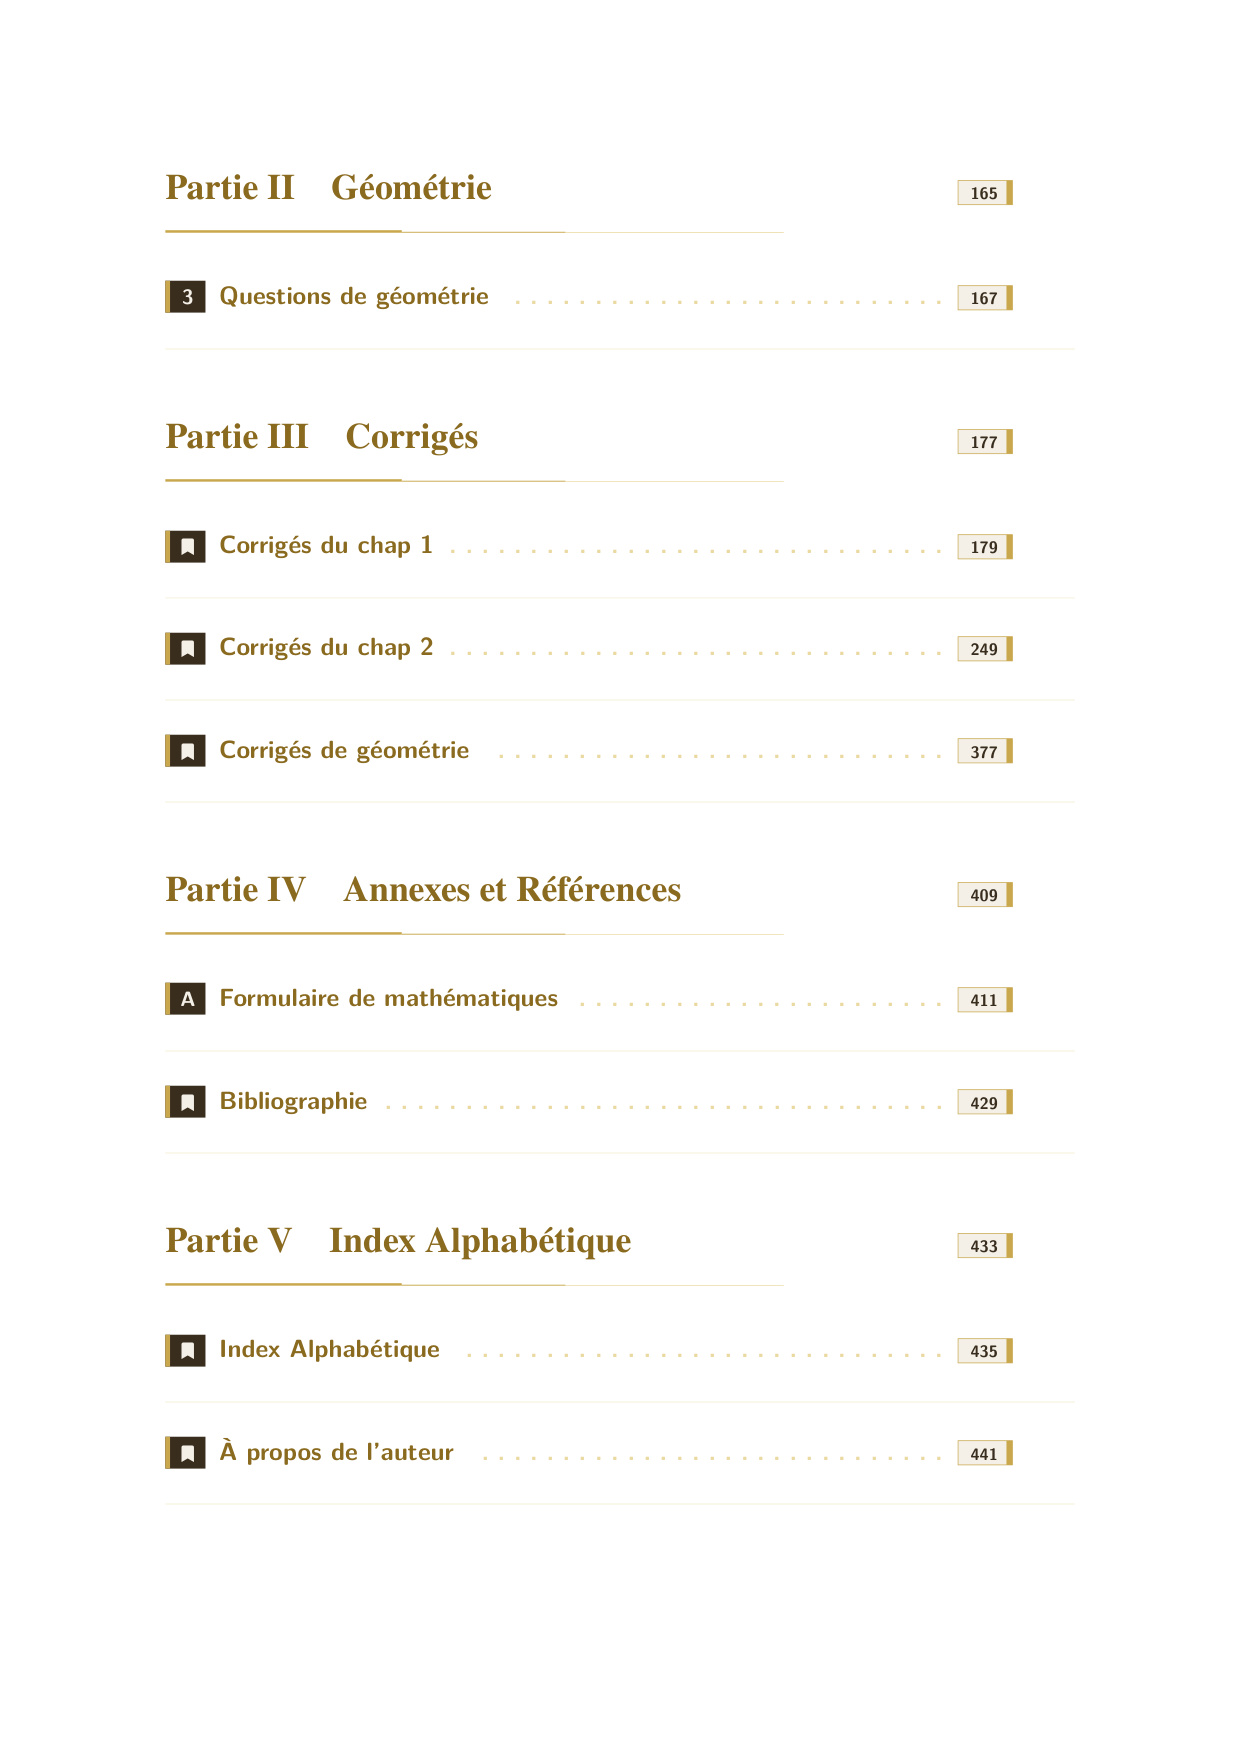 Partie II Géométrie 165
3 Questions de géométrie . . . . . . . . . . . . . . . . . . . . . . . . . . . 167
Partie III Corrigés 177
Corrigés du chap 1 . . . . . . . . . . . . . . . . . . . . . . . . . . . . . . . 179
Corrigés du chap 2 . . . . . . . . . . . . . . . . . . . . . . . . . . . . . . . 249
Corrigés de géométrie . . . . . . . . . . . . . . . . . . . . . . . . . . . . 377
Partie IV Annexes et Références 409
A Formulaire de mathématiques . . . . . . . . . . . . . . . . . . . . . . . 411
Bibliographie . . . . . . . . . . . . . . . . . . . . . . . . . . . . . . . . . . . 429
Partie V Index Alphabétique 433
Index Alphabétique . . . . . . . . . . . . . . . . . . . . . . . . . . . . . . 435
À propos de l'auteur . . . . . . . . . . . . . . . . . . . . . . . . . . . . . 441